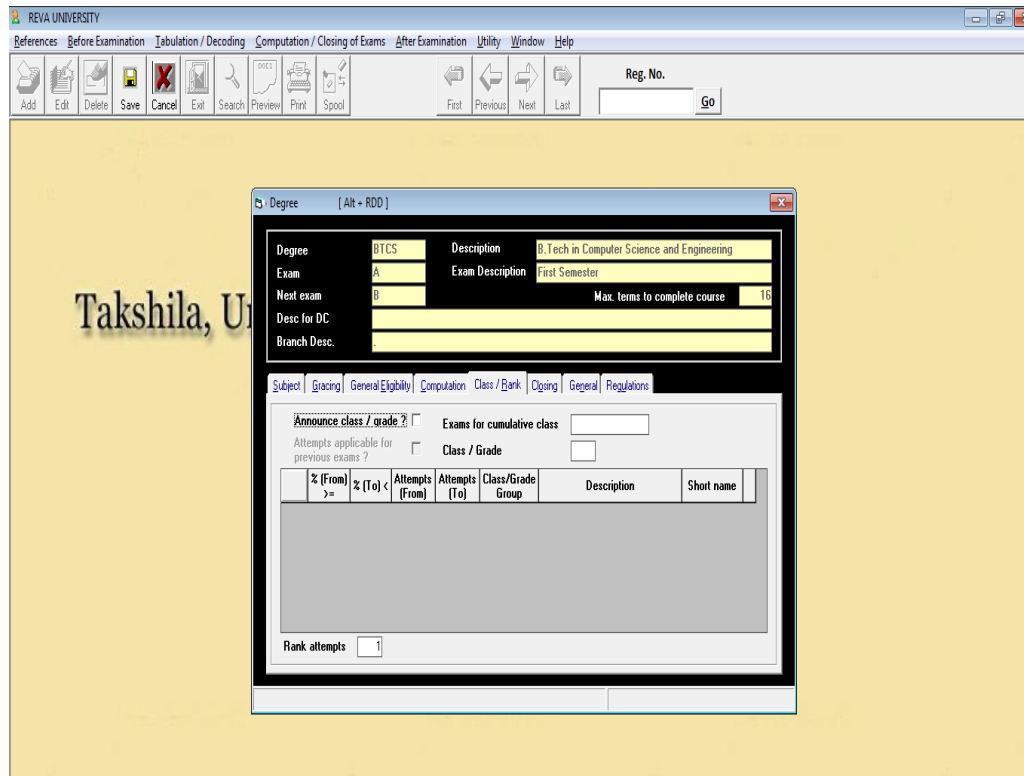 REVA UNIVERSITY
References Before Examination Tabulation / Decoding Computation / Closing of Exams After Examination Utility Window Help
DOC1
Add Edit Delete Save Cancel Exit Search Preview Print Spool First Previous Next Last
Reg. No.
Go
Takshila, Un
Degree [ Alt + RDD ]
Degree BTCS Description B.Tech in Computer Science and Engineering
Exam A Exam Description First Semester
Next exam B Max. terms to complete course 16
Desc for DC
Branch Desc. .
Subject Gracing General Eligibility Computation Class / Rank Closing General Regulations
Announce class / grade ? Exams for cumulative class
Attempts applicable for previous exams ? Class / Grade
% (From) >= % (To) < Attempts (From) Attempts (To) Class/Grade Group Description Short name
Rank attempts 1